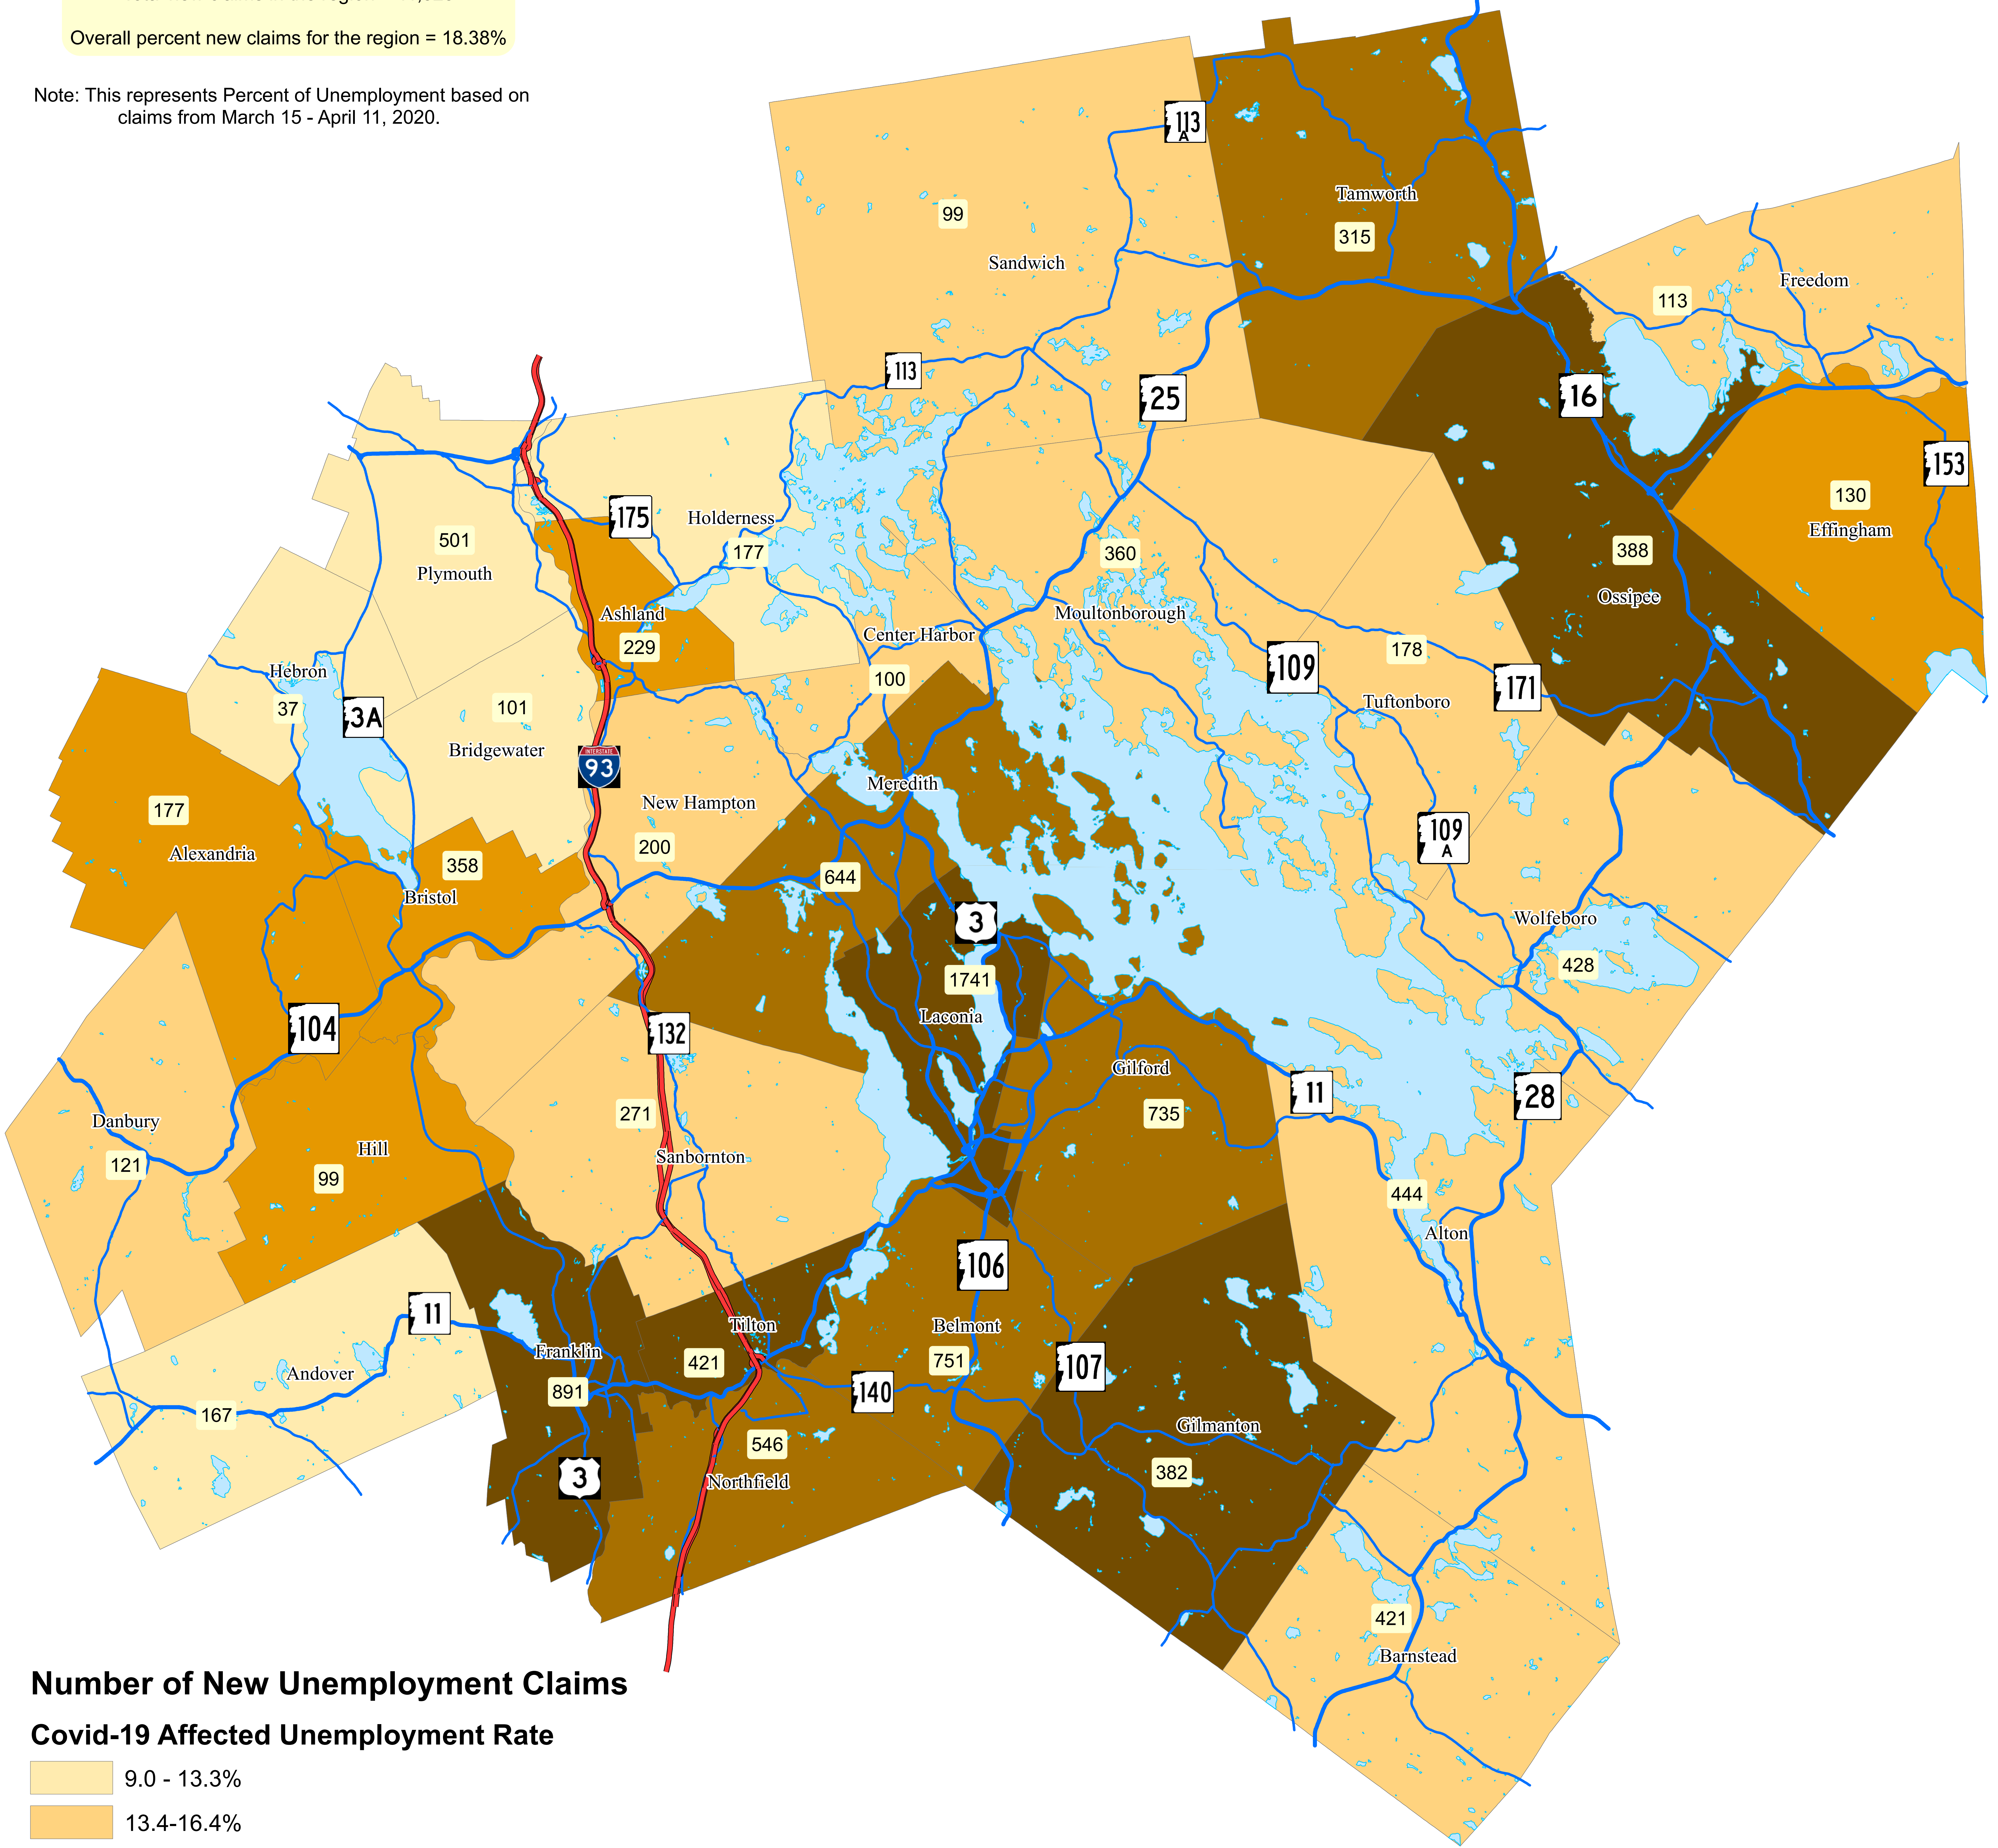 Overall percent new claims for the region = 18.38%
Note: This represents Percent of Unemployment based on
claims from March 15 - April 11, 2020.
113
A
Tamworth
99
315
Sandwich
Freedom
113
113
25
16
153
130
Effingham
175
Holderness
177
501
Plymouth
360
388
Ossipee
Ashland
229
Center Harbor
Moultonborough
178
109
171
Hebron
37
3A
101
Bridgewater
100
Tuftonboro
INTERSTATE
93
Meredith
New Hampton
177
Alexandria
358
Bristol
200
644
109
A
3
Wolfeboro
428
1741
Laconia
104
132
Gilford
735
11
28
Danbury
121
Hill
99
271
Sanbornton
444
Alton
106
11
Tilton
421
Belmont
751
107
Franklin
891
Andover
167
140
Gilmanton
382
546
Northfield
3
421
Barnstead
Number of New Unemployment Claims
Covid-19 Affected Unemployment Rate
9.0 - 13.3%
13.4-16.4%